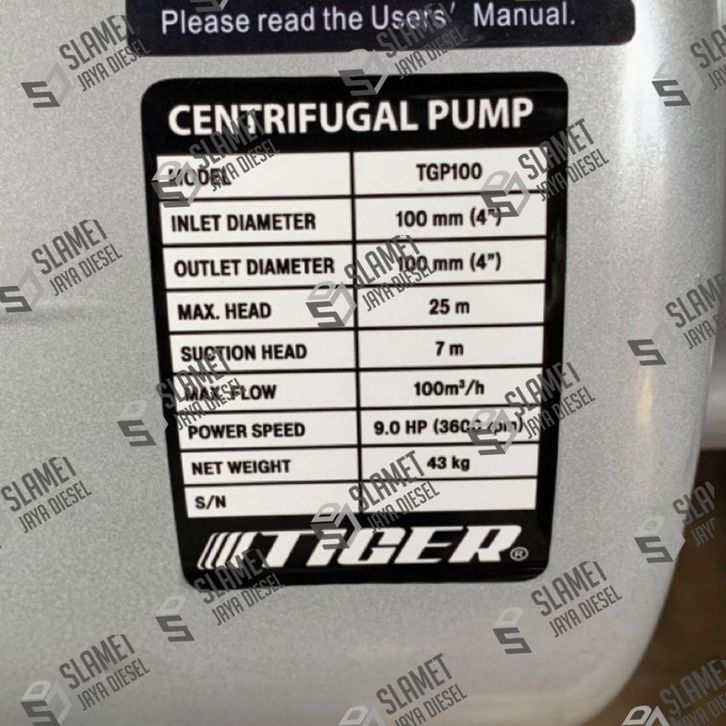 Please read the Users' Manual.
CENTRIFUGAL PUMP
MODEL TGP100
INLET DIAMETER 100 mm (4")
OUTLET DIAMETER 100 mm (4")
MAX. HEAD 25 m
SUCTION HEAD 7 m
MAX. FLOW 100m³/h
POWER SPEED 9.0 HP (3600 rpm)
NET WEIGHT 43 kg
S/N
TIGER®
SLAMET
JAYA DIESEL